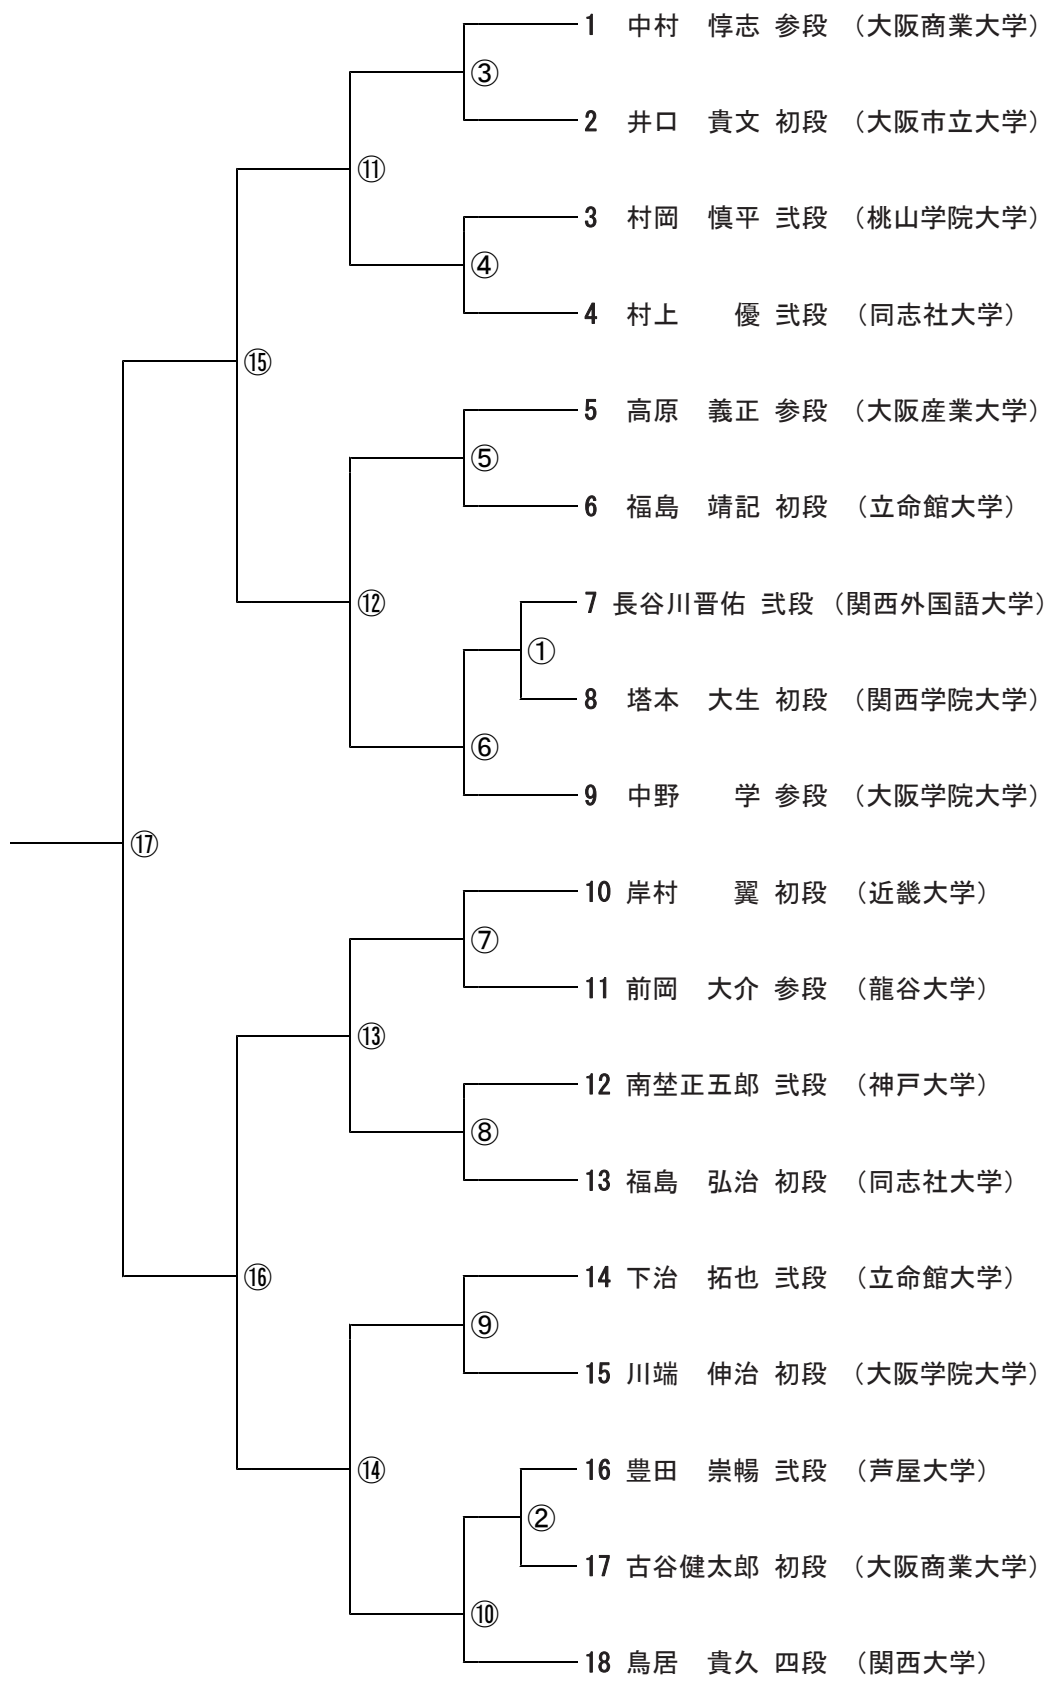 1 中村 惇志 参段 (大阪商業大学)
③
2 井口 貴文 初段 (大阪市立大学)
⑪
3 村岡 慎平 弐段 (桃山学院大学)
④
4 村上 優 弐段 (同志社大学)
⑮
5 高原 義正 参段 (大阪産業大学)
⑤
6 福島 靖記 初段 (立命館大学)
⑫
7 長谷川晋佑 弐段 (関西外国語大学)
①
8 塔本 大生 初段 (関西学院大学)
⑥
9 中野 学 参段 (大阪学院大学)
⑰
10 岸村 翼 初段 (近畿大学)
⑦
11 前岡 大介 参段 (龍谷大学)
⑬
12 南埜正五郎 弐段 (神戸大学)
⑧
13 福島 弘治 初段 (同志社大学)
⑯
14 下治 拓也 弐段 (立命館大学)
⑨
15 川端 伸治 初段 (大阪学院大学)
⑭
16 豊田 崇暢 弐段 (芦屋大学)
②
17 古谷健太郎 初段 (大阪商業大学)
⑩
18 鳥居 貴久 四段 (関西大学)